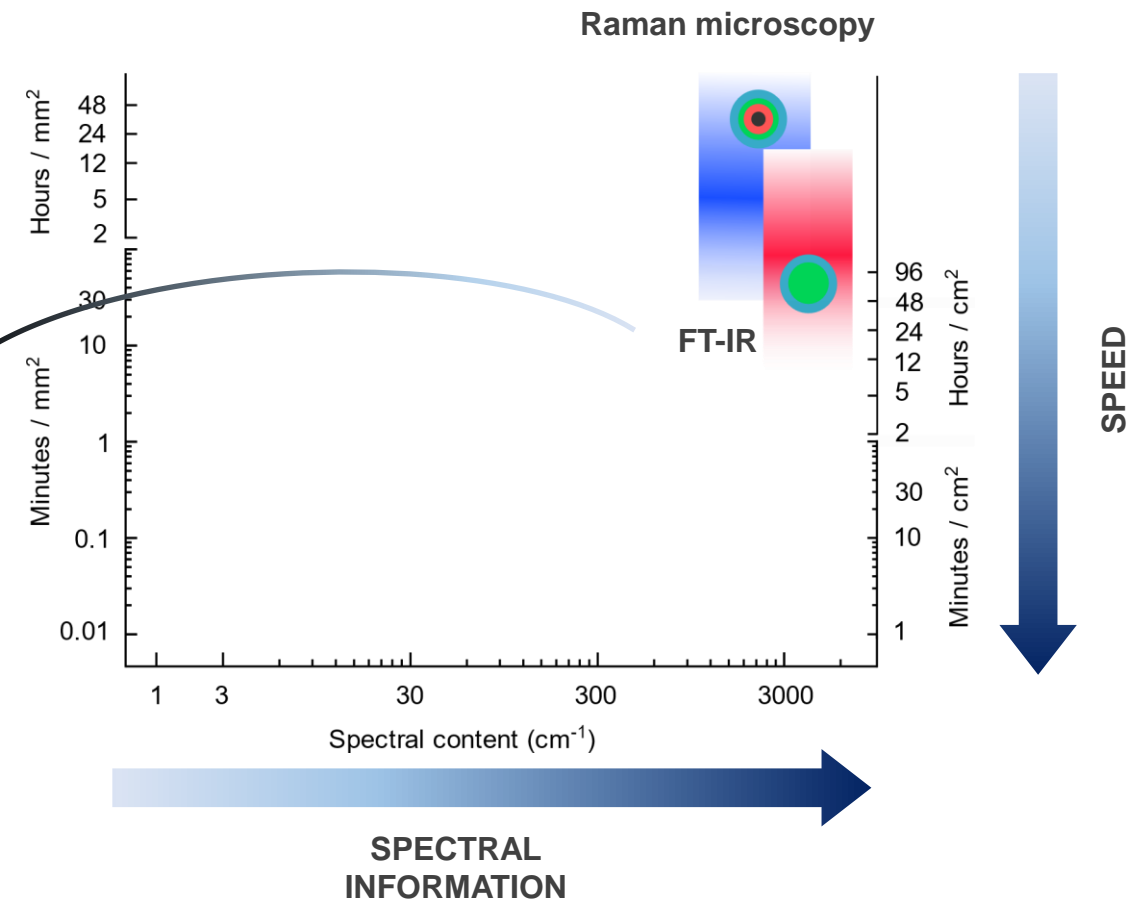 Raman microscopy
Hours / mm²
48
24
12
5
2
30
10
Minutes / mm²
1
0.1
0.01
FT-IR
96
48
24
12
5
2
Hours / cm²
30
10
1
Minutes / cm²
SPEED
1 3 30 300 3000
Spectral content (cm⁻¹)
SPECTRAL
INFORMATION